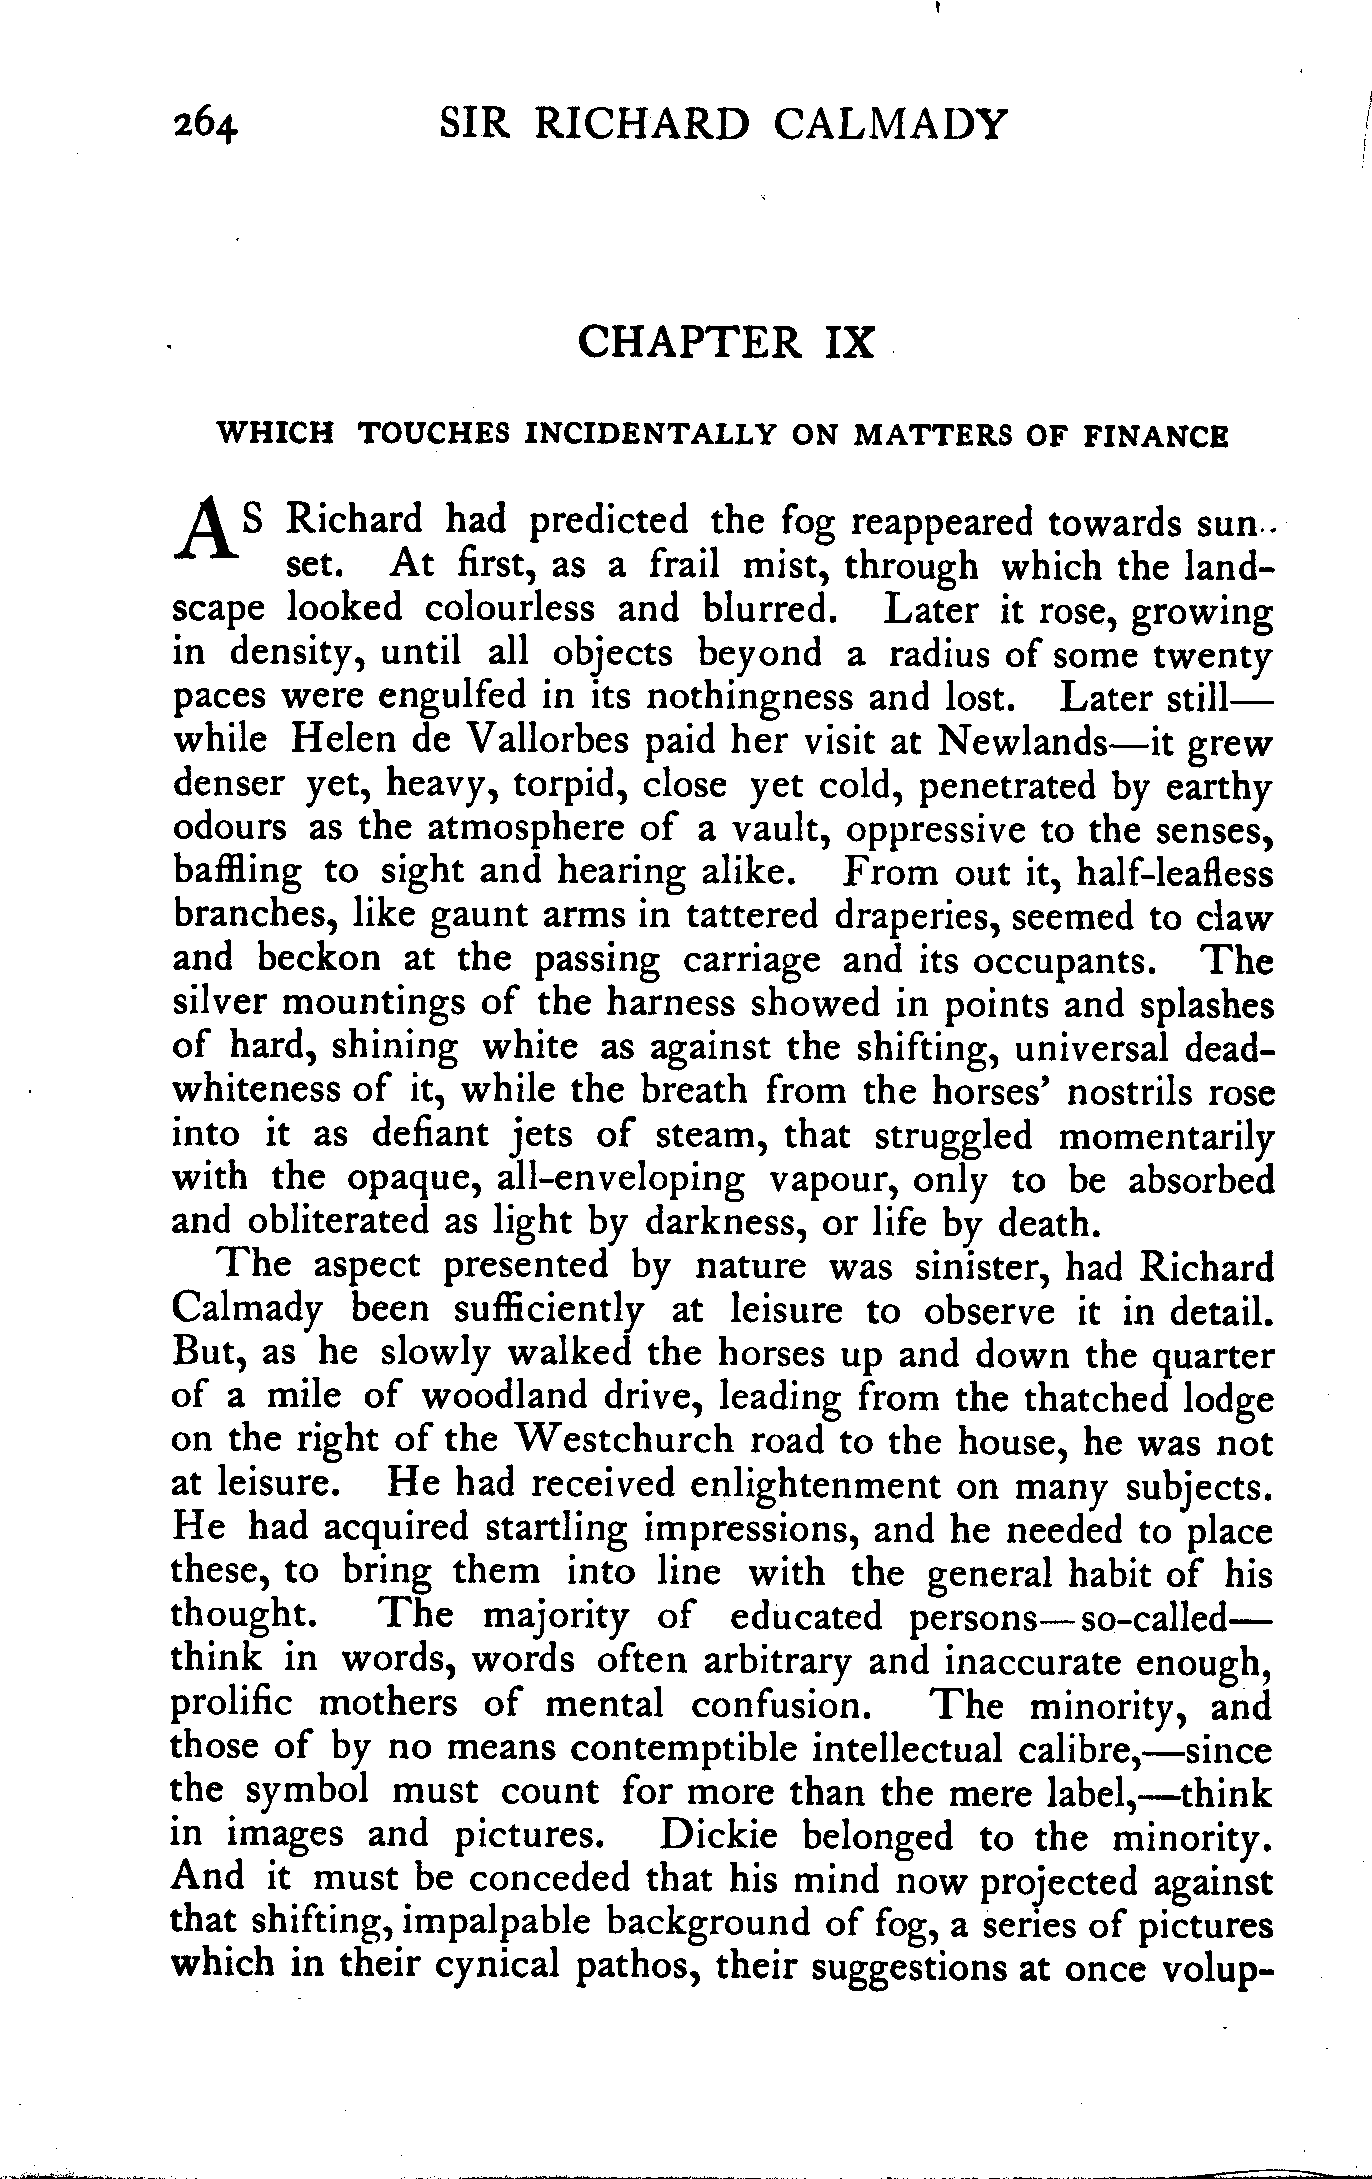 264 SIR RICHARD CALMADY
CHAPTER IX
WHICH TOUCHES INCIDENTALLY ON MATTERS OF FINANCE
AS Richard had predicted the fog reappeared towards sun-
set. At first, as a frail mist, through which the land-
scape looked colourless and blurred. Later it rose, growing
in density, until all objects beyond a radius of some twenty
paces were engulfed in its nothingness and lost. Later still—
while Helen de Vallorbes paid her visit at Newlands—it grew
denser yet, heavy, torpid, close yet cold, penetrated by earthy
odours as the atmosphere of a vault, oppressive to the senses,
baffling to sight and hearing alike. From out it, half-leafless
branches, like gaunt arms in tattered draperies, seemed to claw
and beckon at the passing carriage and its occupants. The
silver mountings of the harness showed in points and splashes
of hard, shining white as against the shifting, universal dead-
whiteness of it, while the breath from the horses' nostrils rose
into it as defiant jets of steam, that struggled momentarily
with the opaque, all-enveloping vapour, only to be absorbed
and obliterated as light by darkness, or life by death.
The aspect presented by nature was sinister, had Richard
Calmady been sufficiently at leisure to observe it in detail.
But, as he slowly walked the horses up and down the quarter
of a mile of woodland drive, leading from the thatched lodge
on the right of the Westchurch road to the house, he was not
at leisure. He had received enlightenment on many subjects.
He had acquired startling impressions, and he needed to place
these, to bring them into line with the general habit of his
thought. The majority of educated persons—so-called—
think in words, words often arbitrary and inaccurate enough,
prolific mothers of mental confusion. The minority, and
those of by no means contemptible intellectual calibre,—since
the symbol must count for more than the mere label,—think
in images and pictures. Dickie belonged to the minority.
And it must be conceded that his mind now projected against
that shifting, impalpable background of fog, a series of pictures
which in their cynical pathos, their suggestions at once volup-